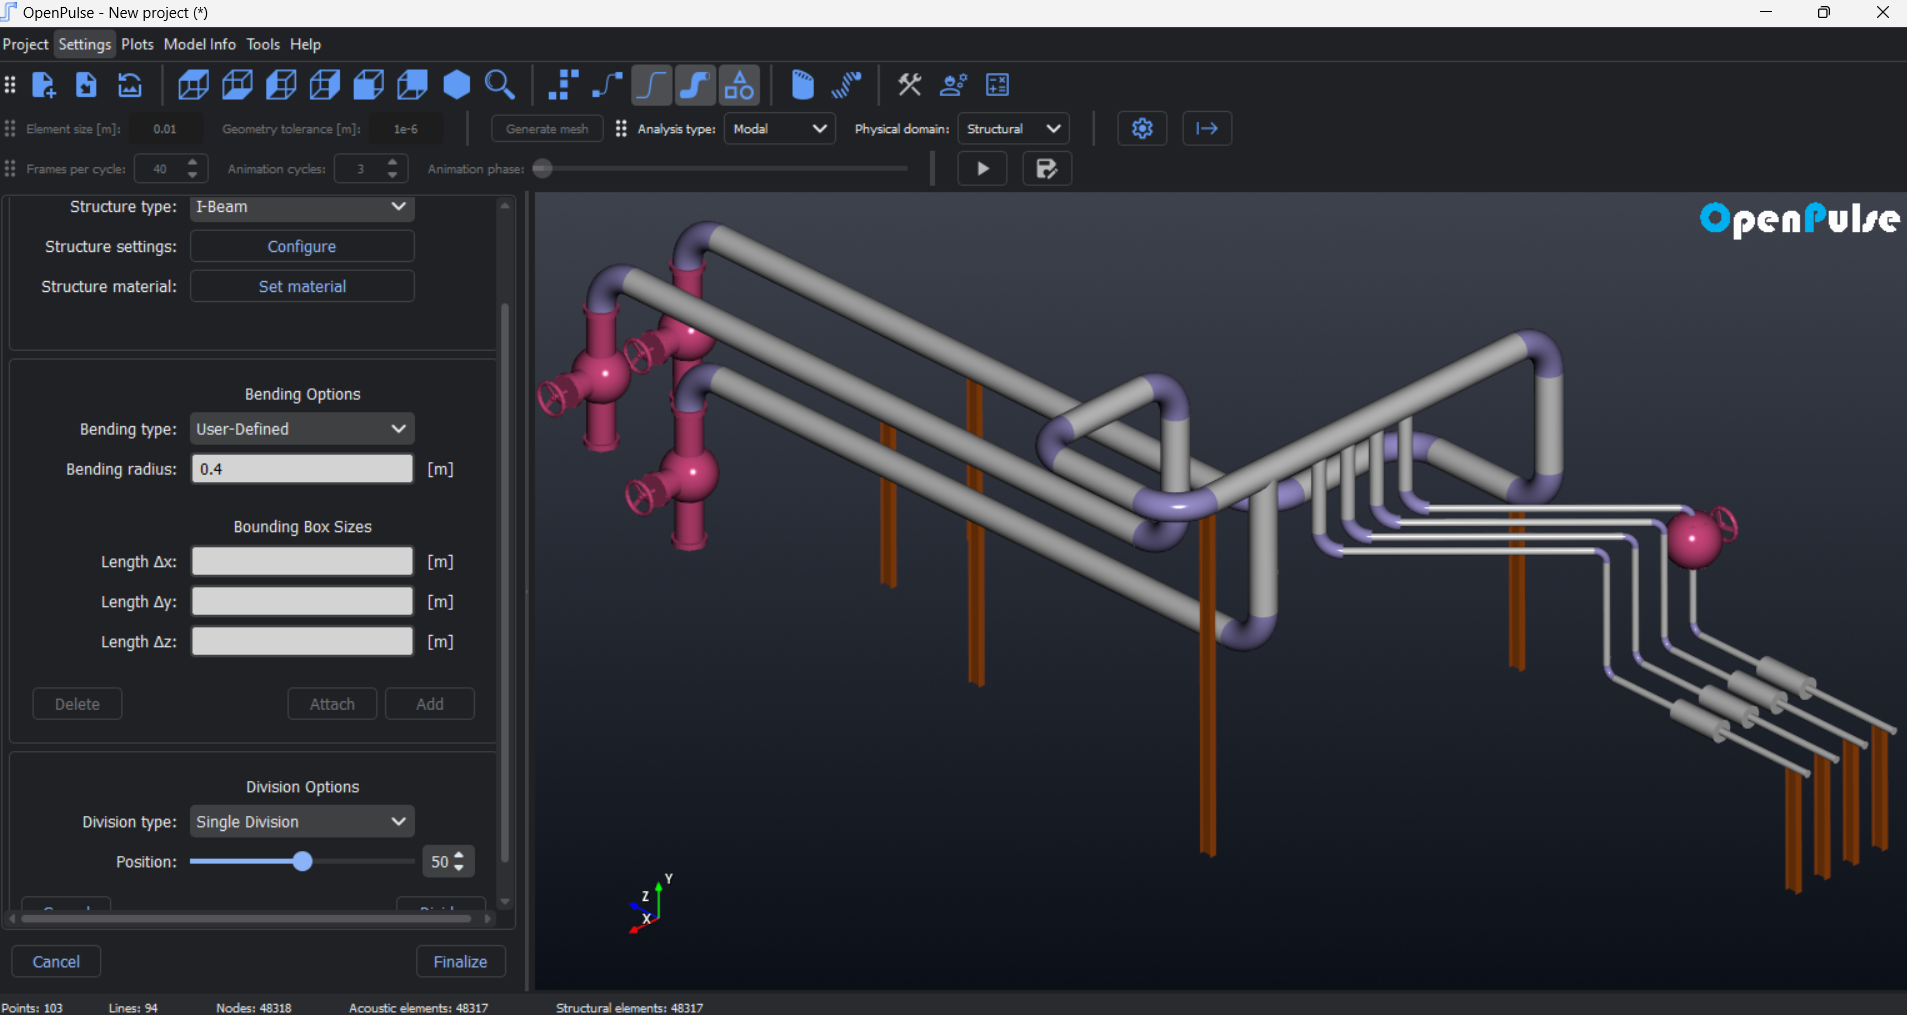 OpenPulse - New project (*)
Project Settings Plots Model Info Tools Help
Element size [m]: 0.01 Geometry tolerance [m]: 1e-6 Generate mesh Analysis type: Modal Physical domain: Structural
Frames per cycle: 40 Animation cycles: 3 Animation phase:
Structure type: I-Beam
Structure settings: Configure
Structure material: Set material
Bending Options
Bending type: User-Defined
Bending radius: 0.4 [m]
Bounding Box Sizes
Length Δx: [m]
Length Δy: [m]
Length Δz: [m]
Delete Attach Add
Division Options
Division type: Single Division
Position: 50
Cancel Finalize
OpenPulse
Y
Z
X
Points: 103 Lines: 94 Nodes: 48318 Acoustic elements: 48317 Structural elements: 48317